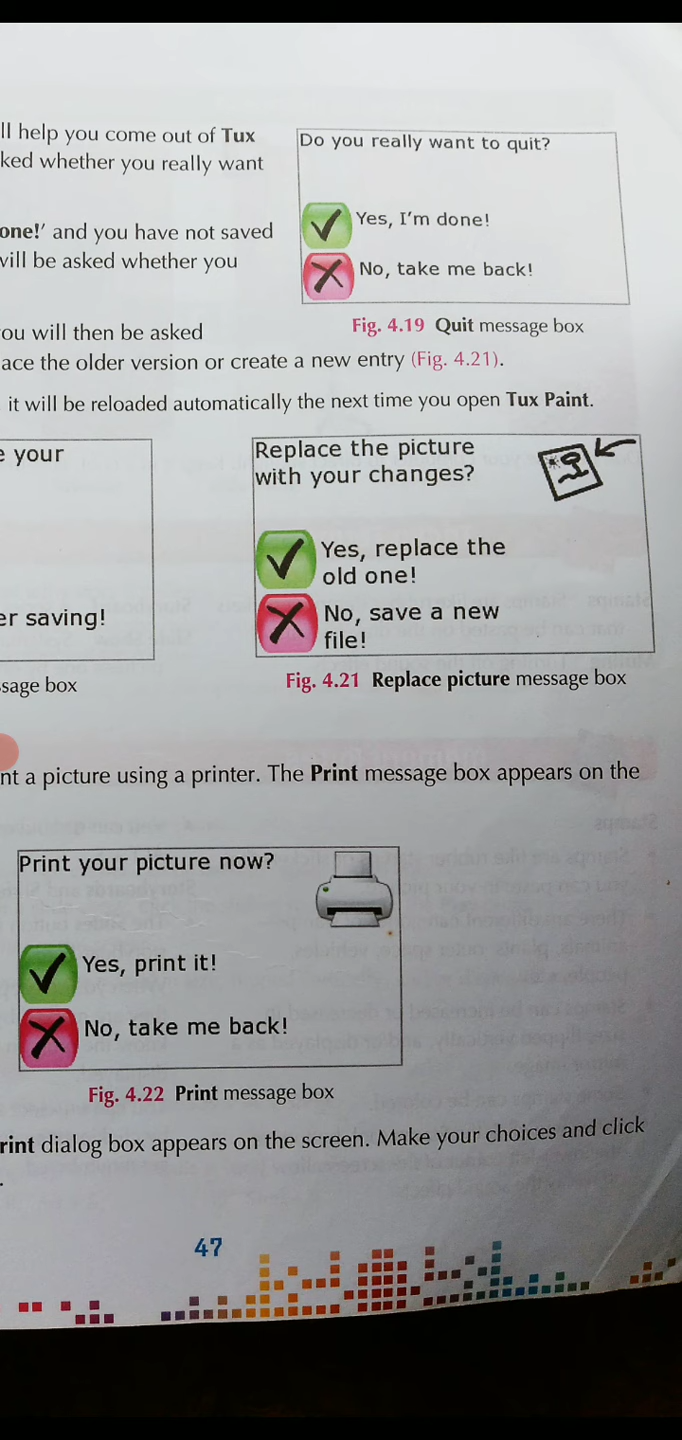 ll help you come out of Tux
ked whether you really want
one!' and you have not saved
will be asked whether you
ou will then be asked
Do you really want to quit?
Yes, I'm done!
No, take me back!
Fig. 4.19 Quit message box
ace the older version or create a new entry (Fig. 4.21).
it will be reloaded automatically the next time you open Tux Paint.
e your
er saving!
sage box
Replace the picture
with your changes?
Yes, replace the
old one!
No, save a new
file!
Fig. 4.21 Replace picture message box
nt a picture using a printer. The Print message box appears on the
Print your picture now?
Yes, print it!
No, take me back!
Fig. 4.22 Print message box
rint dialog box appears on the screen. Make your choices and click
.
47